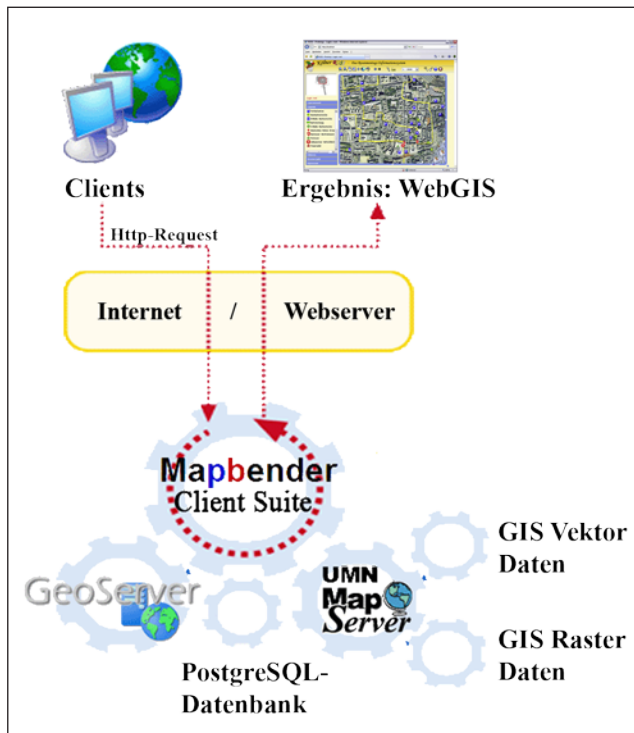 Clients
Ergebnis: WebGIS
Http-Request
Internet / Webserver
Mapbender
Client Suite
GeoServer
UMN
Map
Server
GIS Vektor
Daten
GIS Raster
Daten
PostgreSQL-
Datenbank